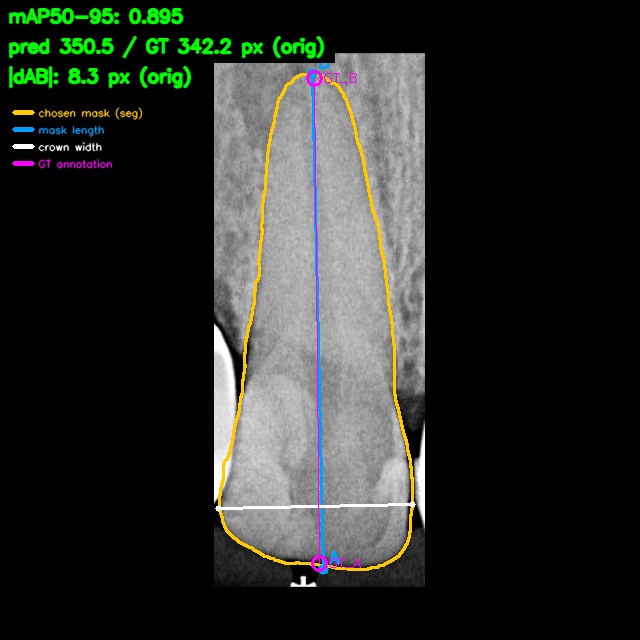 mAP50-95: 0.895
pred 350.5 / GT 342.2 px (orig)
|dAB|: 8.3 px (orig)
chosen mask (seg)
mask length
crown width
GT annotation
GT_B
A